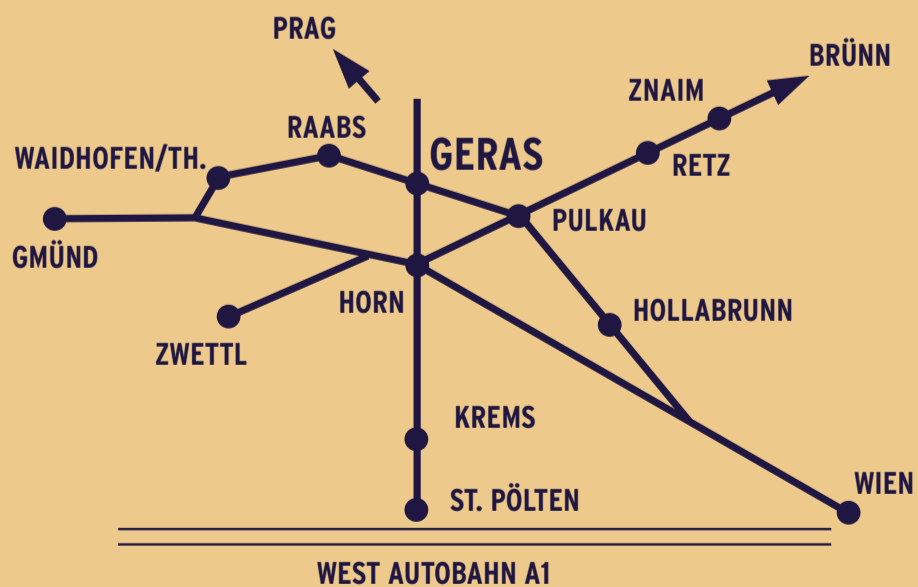 PRAG
BRÜNN
ZNAIM
RAABS
GERAS
WAIDHOFEN/TH.
RETZ
PULKAU
GMÜND
HORN
HOLLABRUNN
ZWETTL
KREMS
WIEN
ST. PÖLTEN
WEST AUTOBAHN A1